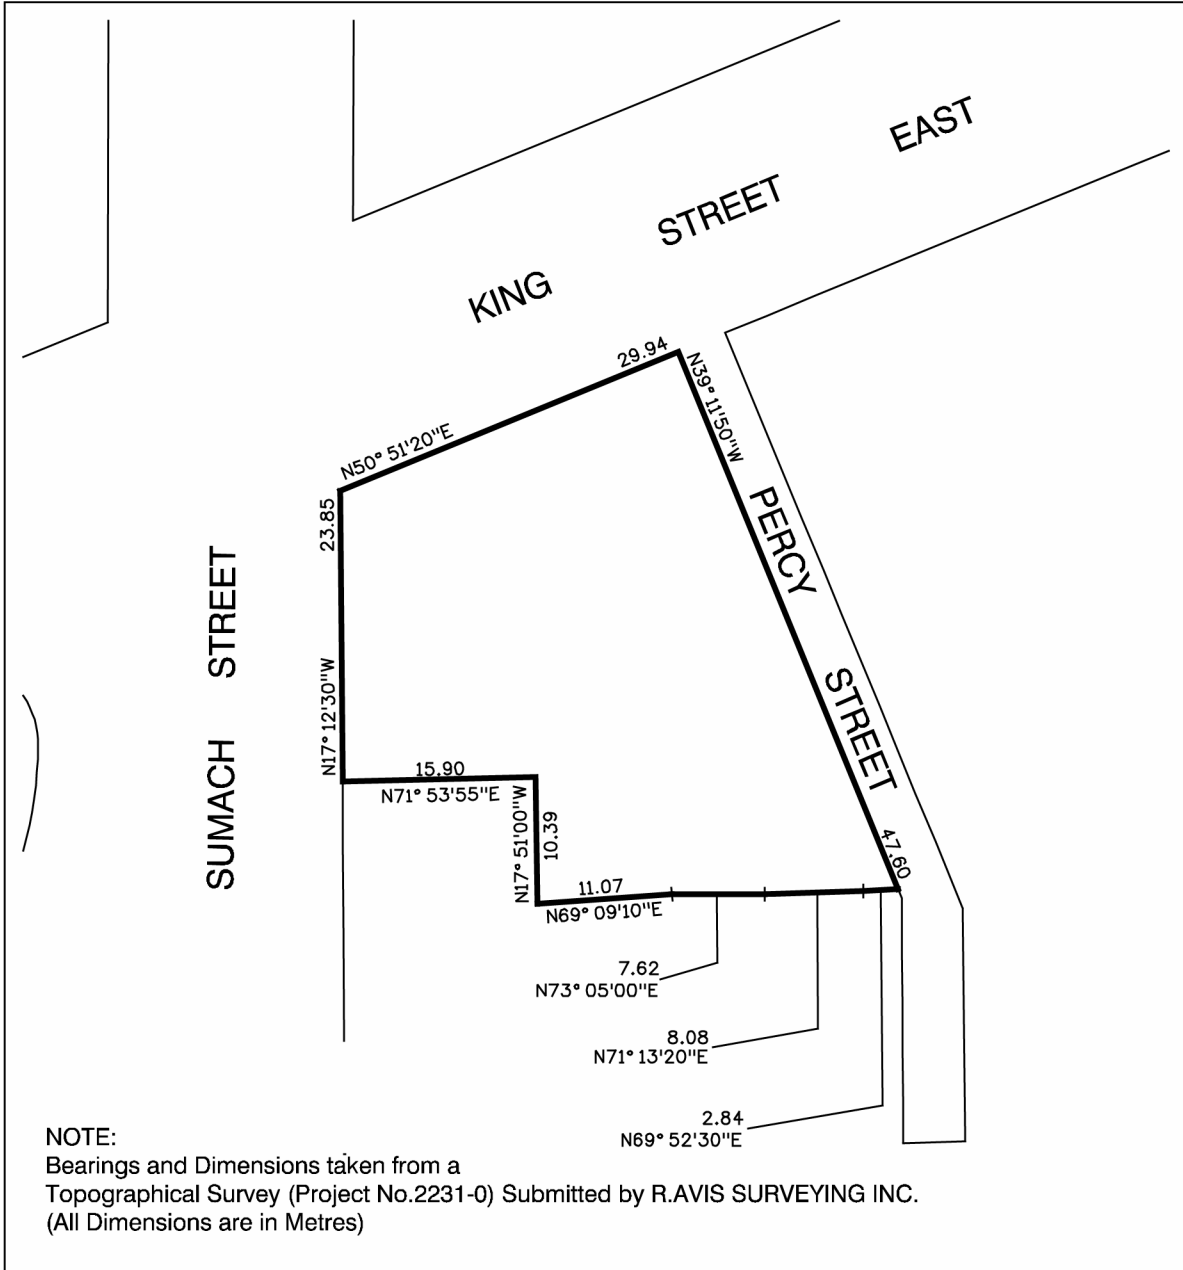 EAST
STREET
KING
29.94
N50° 51'20"E
N39° 11'50"W
23.85
N17° 12'30"W
PERCY
STREET
SUMACH STREET
15.90
N71° 53'55"E
N17° 51'00"W
10.39
47.60
11.07
N69° 09'10"E
7.62
N73° 05'00"E
8.08
N71° 13'20"E
2.84
N69° 52'30"E
NOTE:
Bearings and Dimensions taken from a
Topographical Survey (Project No.2231-0) Submitted by R.AVIS SURVEYING INC.
(All Dimensions are in Metres)